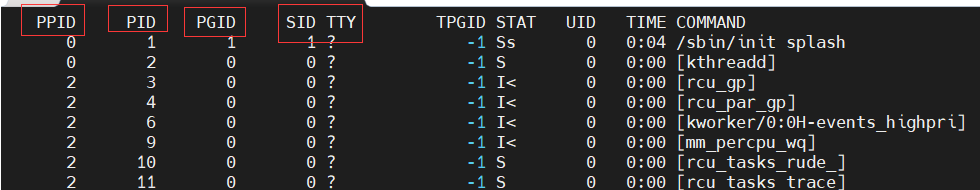 PPID PID PGID SID TTY TPGID STAT UID TIME COMMAND
0 1 1 1 ? -1 Ss 0 0:04 /sbin/init splash
0 2 0 0 ? -1 S 0 0:00 [kthreadd]
2 3 0 0 ? -1 I< 0 0:00 [rcu_gp]
2 4 0 0 ? -1 I< 0 0:00 [rcu_par_gp]
2 6 0 0 ? -1 I< 0 0:00 [kworker/0:0H-events_highpri]
2 9 0 0 ? -1 I< 0 0:00 [mm_percpu_wq]
2 10 0 0 ? -1 S 0 0:00 [rcu_tasks_rude_]
2 11 0 0 ? -1 S 0 0:00 [rcu_tasks_trace]